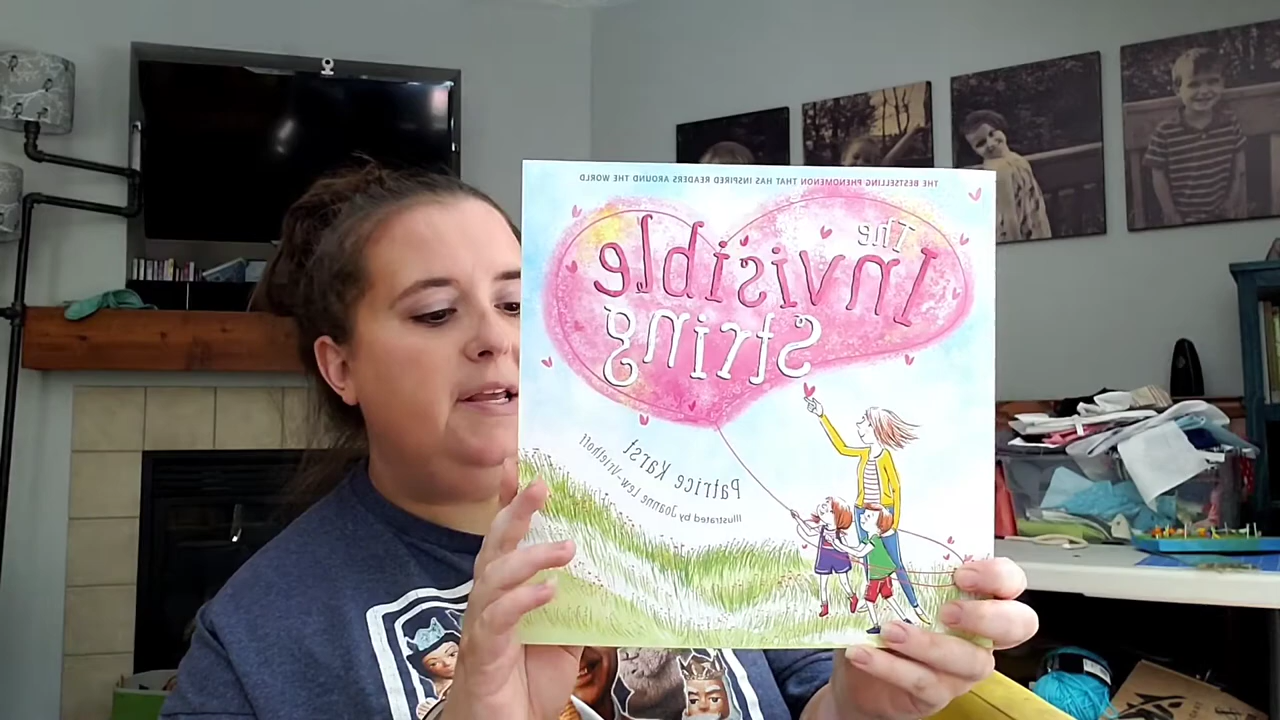 THE BESTSELLING PHENOMENON THAT HAS INSPIRED READERS AROUND THE WORLD
The
Invisible
String
Patrice Karst
Illustrated by Joanne Lew-Vriethoff